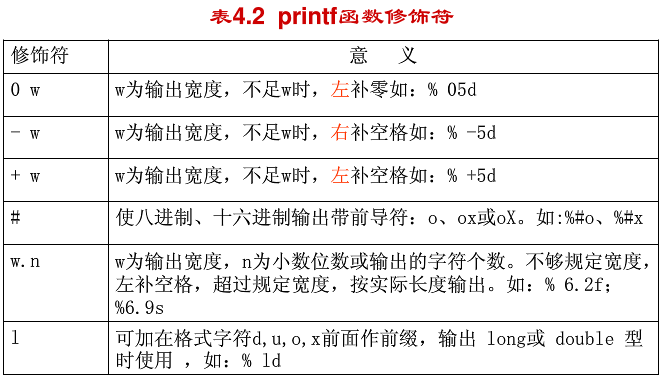 表4.2 printf函数修饰符
修饰符 意 义
0 w w为输出宽度，不足w时，左补零如：% 05d
- w w为输出宽度，不足w时，右补空格如：% -5d
+ w w为输出宽度，不足w时，左补空格如：% +5d
# 使八进制、十六进制输出带前导符：o、ox或oX。如:%#o、%#x
w.n w为输出宽度，n为小数位数或输出的字符个数。不够规定宽度，
左补空格，超过规定宽度，按实际长度输出。如：% 6.2f；
%6.9s
l 可加在格式字符d,u,o,x前面作前缀，输出 long或 double 型
时使用 ，如：% ld